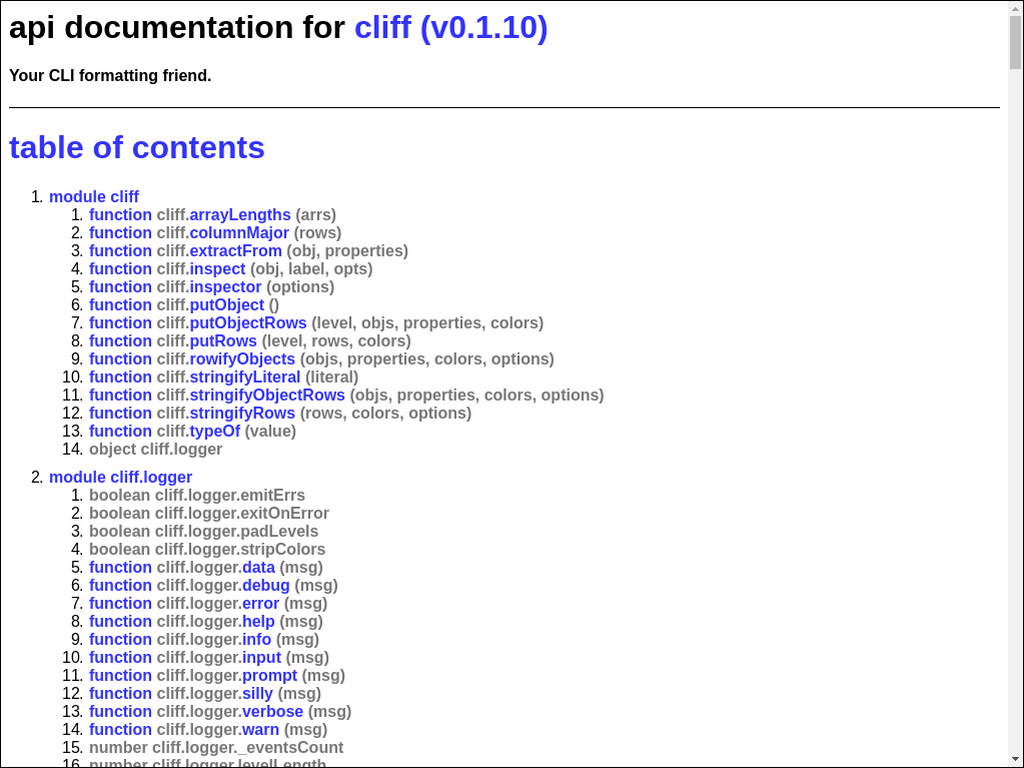 api documentation for cliff (v0.1.10)
Your CLI formatting friend.
table of contents
1. module cliff
1. function cliff.arrayLengths (arrs)
2. function cliff.columnMajor (rows)
3. function cliff.extractFrom (obj, properties)
4. function cliff.inspect (obj, label, opts)
5. function cliff.inspector (options)
6. function cliff.putObject ()
7. function cliff.putObjectRows (level, objs, properties, colors)
8. function cliff.putRows (level, rows, colors)
9. function cliff.rowifyObjects (objs, properties, colors, options)
10. function cliff.stringifyLiteral (literal)
11. function cliff.stringifyObjectRows (objs, properties, colors, options)
12. function cliff.stringifyRows (rows, colors, options)
13. function cliff.typeOf (value)
14. object cliff.logger
2. module cliff.logger
1. boolean cliff.logger.emitErrs
2. boolean cliff.logger.exitOnError
3. boolean cliff.logger.padLevels
4. boolean cliff.logger.stripColors
5. function cliff.logger.data (msg)
6. function cliff.logger.debug (msg)
7. function cliff.logger.error (msg)
8. function cliff.logger.help (msg)
9. function cliff.logger.info (msg)
10. function cliff.logger.input (msg)
11. function cliff.logger.prompt (msg)
12. function cliff.logger.silly (msg)
13. function cliff.logger.verbose (msg)
14. function cliff.logger.warn (msg)
15. number cliff.logger._eventsCount
16. number cliff.logger.levelLength